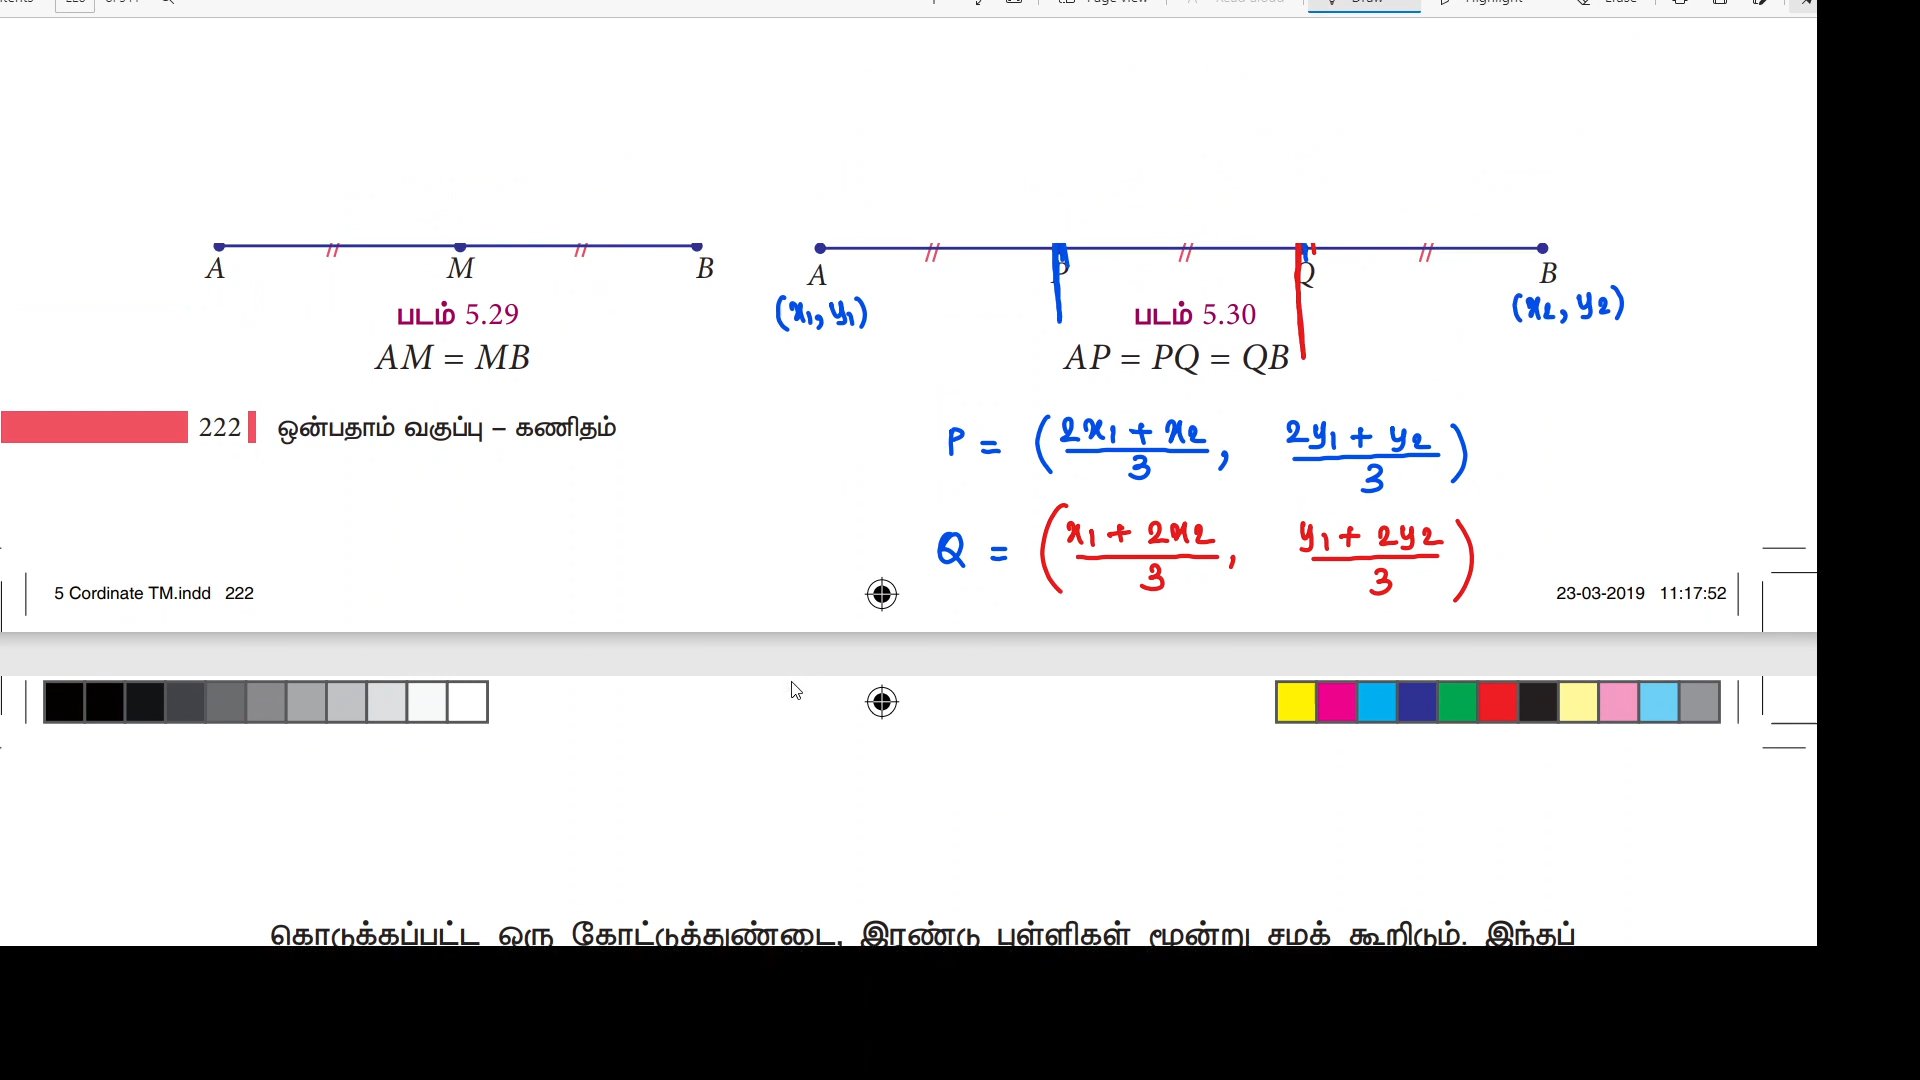 A M B
படம் 5.29
AM = MB
A P Q B
(x₁, y₁) (x₂, y₂)
படம் 5.30
AP = PQ = QB
P = (2x₁ + x₂/3, 2y₁ + y₂/3)
Q = (x₁ + 2x₂/3, y₁ + 2y₂/3)
222 ஒன்பதாம் வகுப்பு – கணிதம்
5 Cordinate TM.indd 222
23-03-2019 11:17:52
கொடுக்கப்பட்ட ஒரு கோட்டுத்துண்டை, இரண்டு புள்ளிகள் மூன்று சமக் கூறிடும். இந்தப்